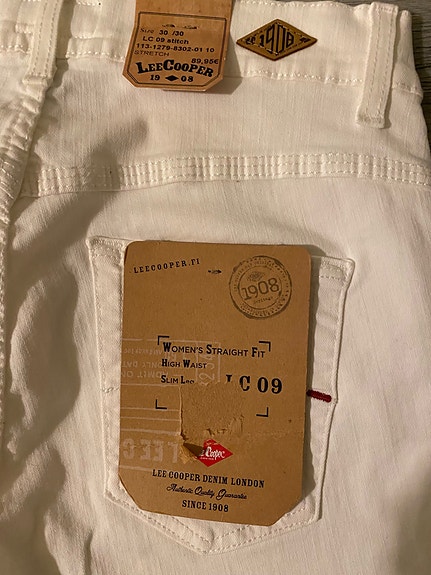 Size 30 /30
LC 09 stitch
113-1279-8302-01 10
STRETCH
89,95€
LEECOOPER
19 08
1908
LEECOOPER.FI
1908
WOMEN'S STRAIGHT FIT
HIGH WAIST
SLIM
LC 09
Cooper
LEE COOPER DENIM LONDON
Authentic Quality Guarantee
SINCE 1908